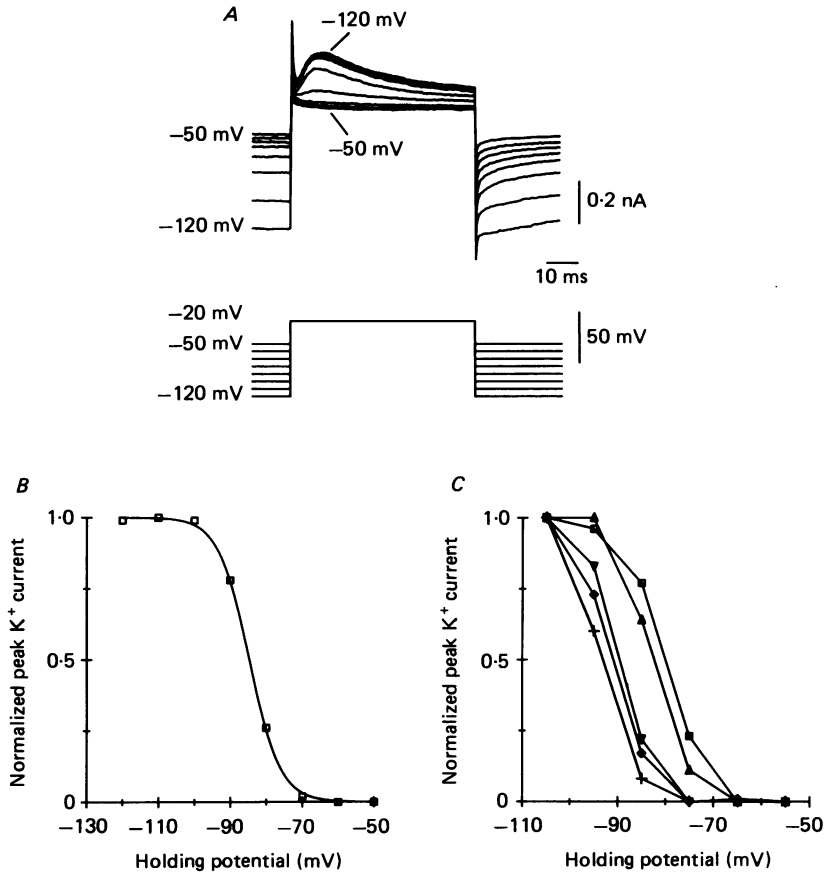 A
−120 mV
−50 mV
−50 mV
−120 mV
0·2 nA
10 ms
−20 mV
−50 mV
−120 mV
50 mV
B
C
Normalized peak K⁺ current
1·0
0·5
0
−130
−110
−90
−70
−50
Holding potential (mV)
Normalized peak K⁺ current
1·0
0·5
0
−110
−90
−70
−50
Holding potential (mV)